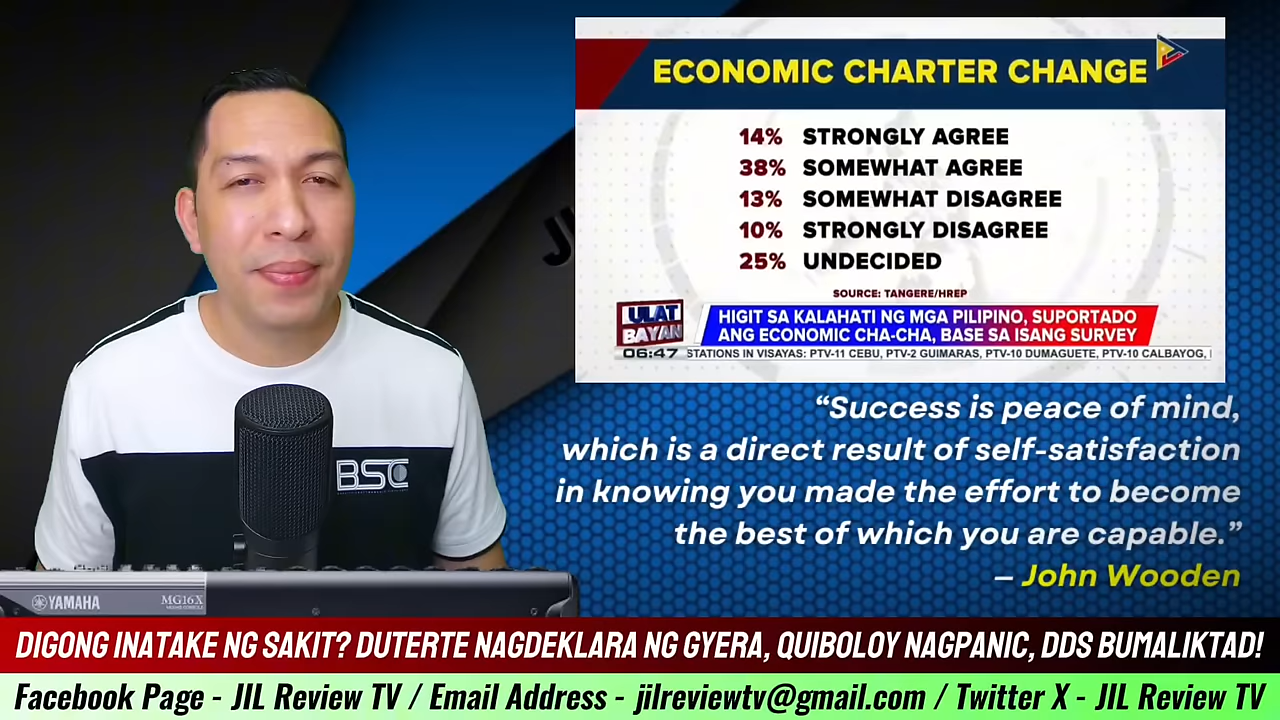 ECONOMIC CHARTER CHANGE
14% STRONGLY AGREE
38% SOMEWHAT AGREE
13% SOMEWHAT DISAGREE
10% STRONGLY DISAGREE
25% UNDECIDED
SOURCE: TANGERE/HREP
ULAT
BAYAN
HIGIT SA KALAHATI NG MGA PILIPINO, SUPORTADO
ANG ECONOMIC CHA-CHA, BASE SA ISANG SURVEY
06:47 STATIONS IN VISAYAS: PTV-11 CEBU, PTV-2 GUIMARAS, PTV-10 DUMAGUETE, PTV-10 CALBAYOG,
“Success is peace of mind,
which is a direct result of self-satisfaction
in knowing you made the effort to become
the best of which you are capable.”
– John Wooden
BSC
YAMAHA
MG16X
DIGONG INATAKE NG SAKIT? DUTERTE NAGDEKLARA NG GYERA, QUIBOLOY NAGPANIC, DDS BUMALIKTAD!
Facebook Page - JIL Review TV / Email Address - jilreviewtv@gmail.com / Twitter X - JIL Review TV